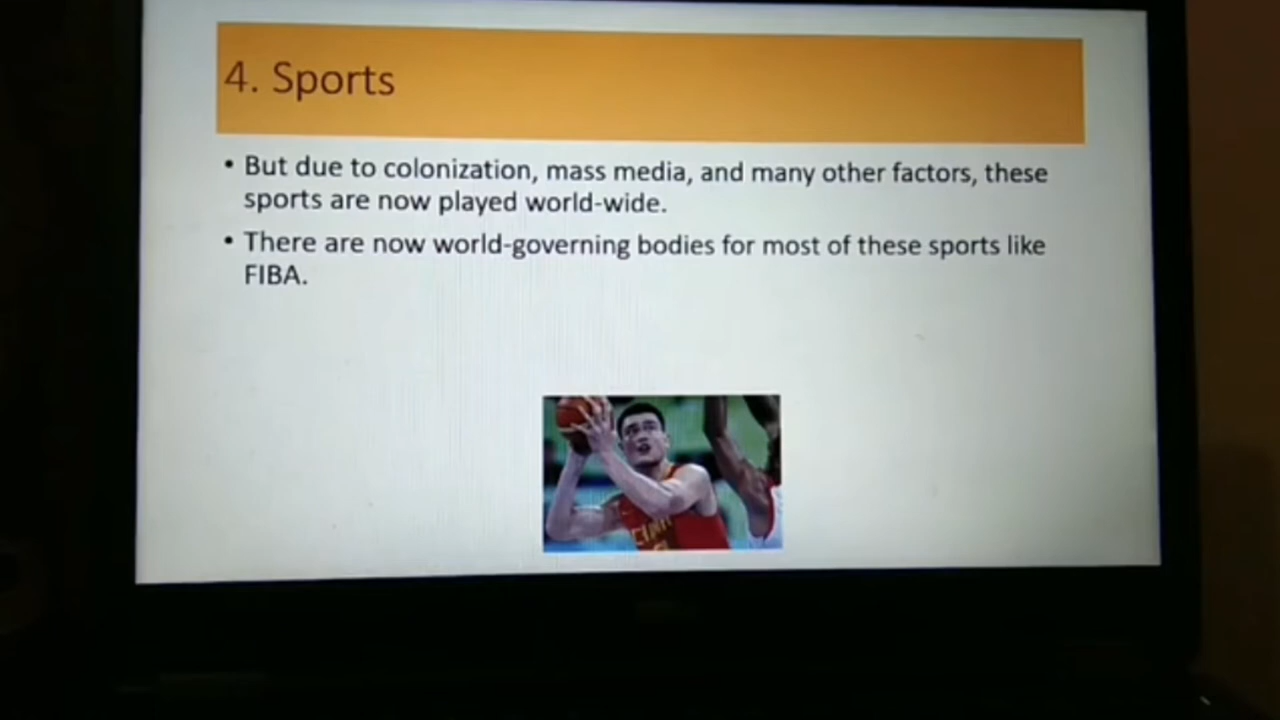 4. Sports
• But due to colonization, mass media, and many other factors, these
sports are now played world-wide.
• There are now world-governing bodies for most of these sports like
FIBA.